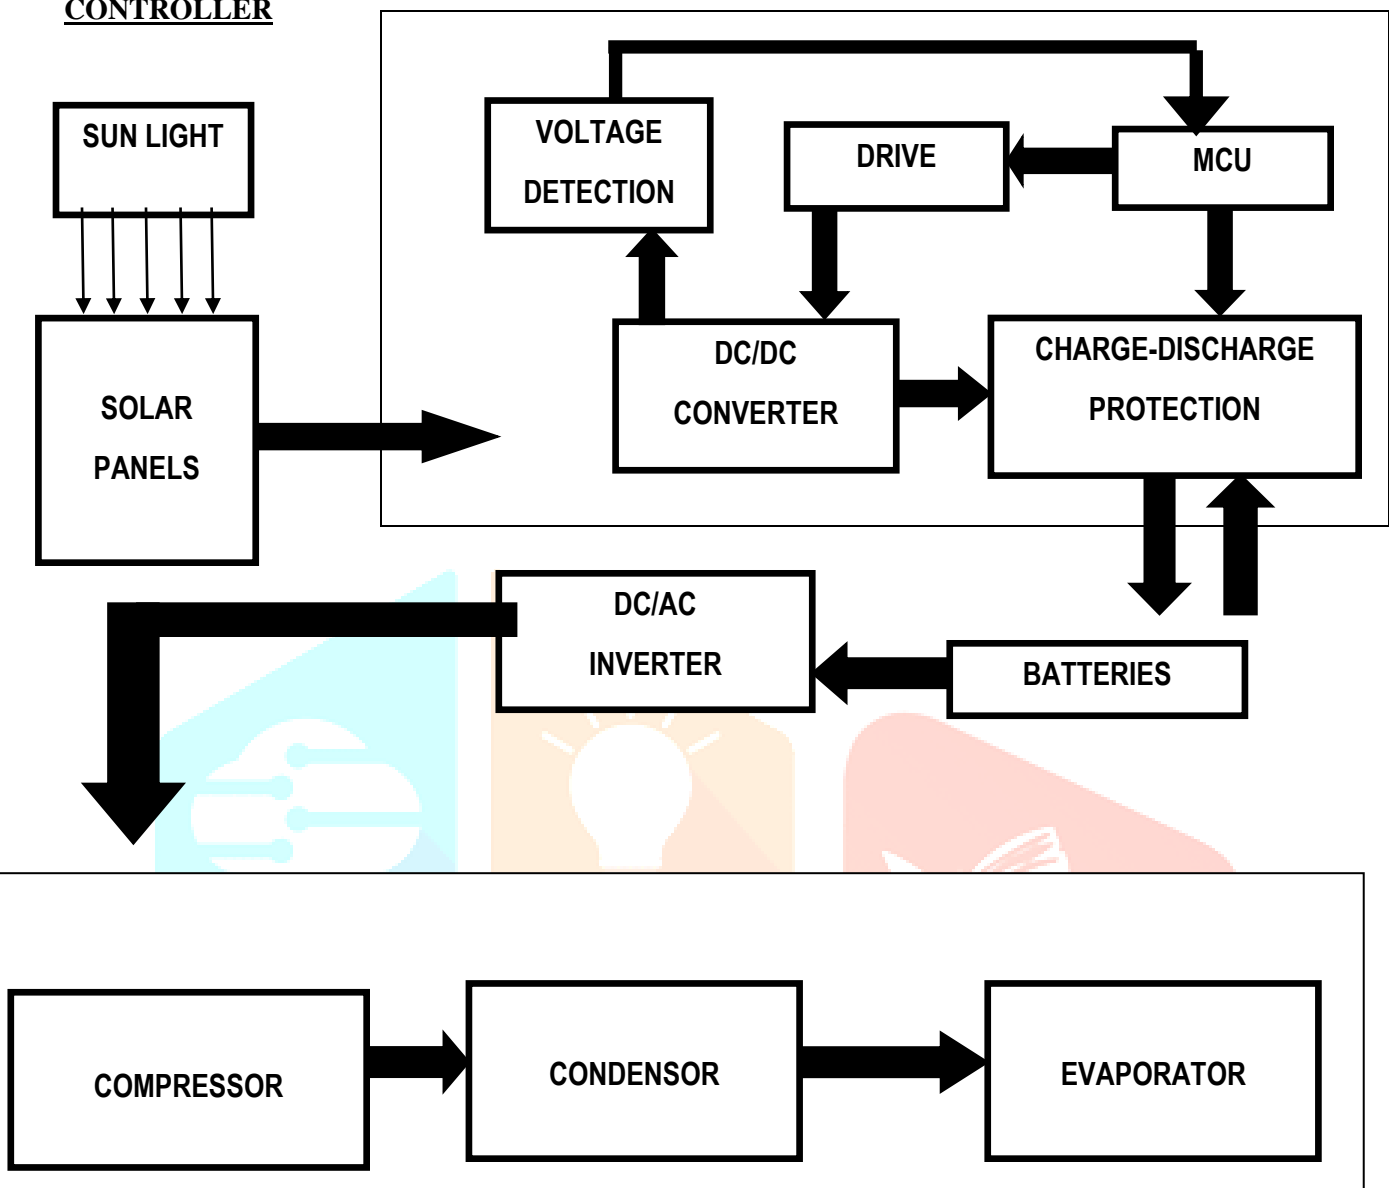 CONTROLLER
SUN LIGHT
VOLTAGE
DETECTION
DRIVE
MCU
SOLAR
PANELS
DC/DC
CONVERTER
CHARGE-DISCHARGE
PROTECTION
DC/AC
INVERTER
BATTERIES
COMPRESSOR
CONDENSOR
EVAPORATOR